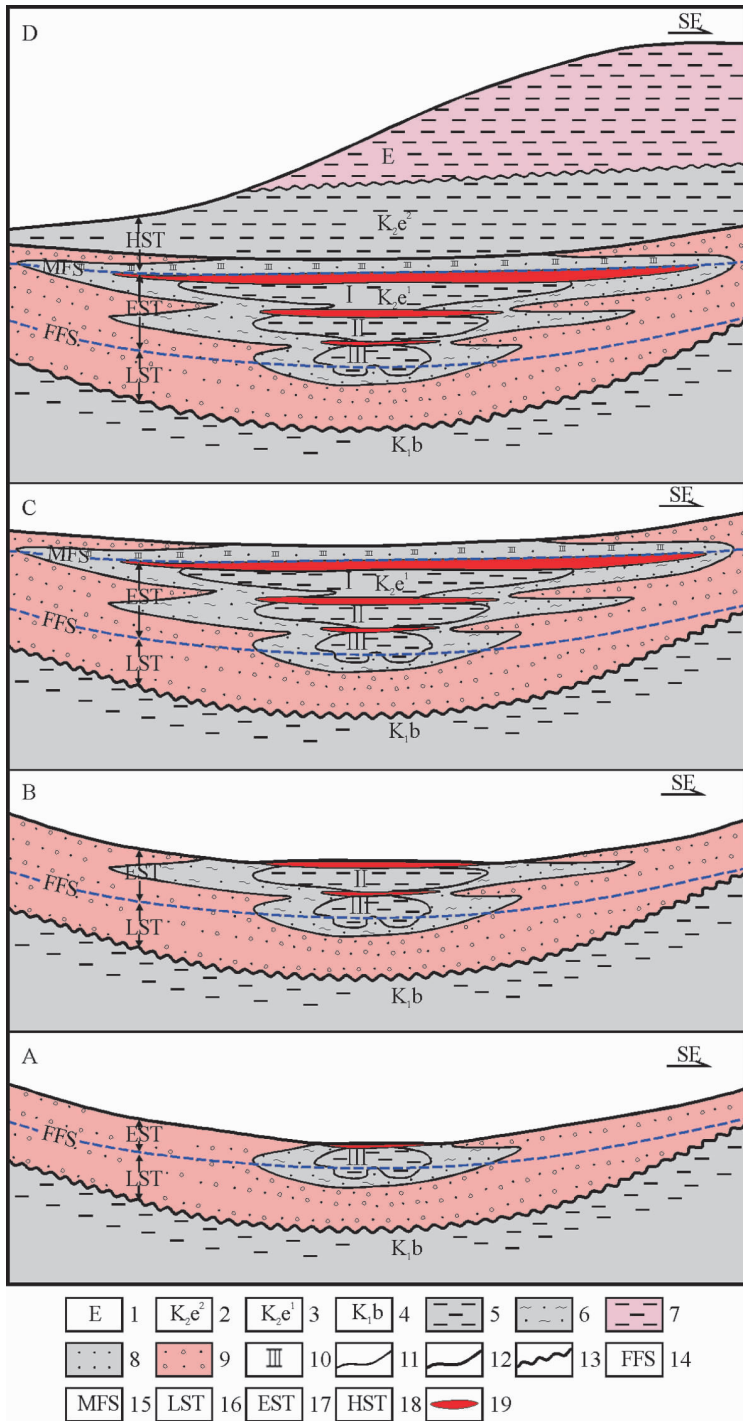 D
SE
E
K₂e²
HST
MFS
I
K₂e¹
EST
II
FFS
III
LST
K₁b
C
SE
MFS
I
K₂e¹
EST
II
FFS
III
LST
K₁b
B
SE
EST
II
FFS
III
LST
K₁b
A
SE
EST
FFS
III
LST
K₁b
E 1 K₂e² 2 K₂e¹ 3 K₁b 4 5 6 7
8 9 III 10 11 12 13 FFS 14
MFS 15 LST 16 EST 17 HST 18 19